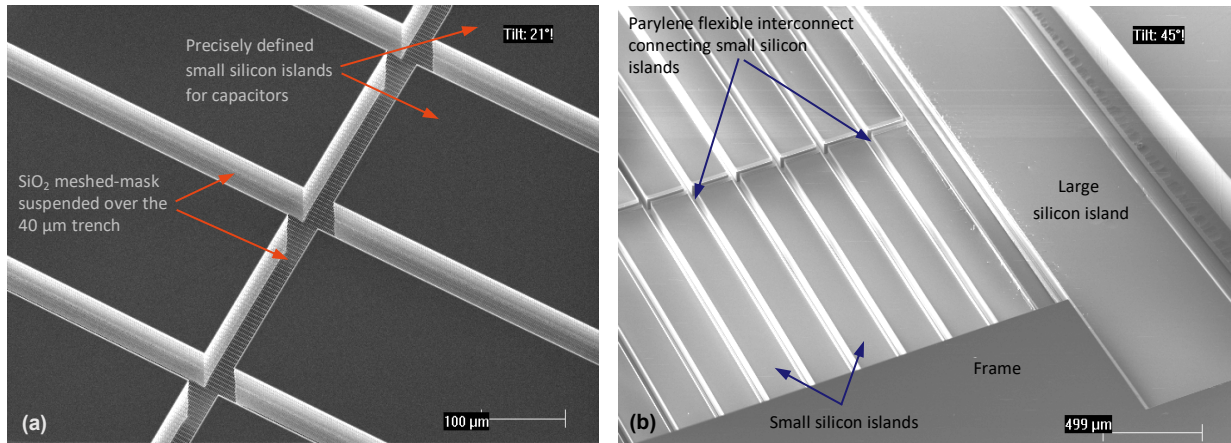 Precisely defined
small silicon islands
for capacitors
Tilt: 21°!
SiO₂ meshed-mask
suspended over the
40 µm trench
(a)
100 µm
Parylene flexible interconnect
connecting small silicon
islands
Tilt: 45°!
Large
silicon island
Frame
Small silicon islands
(b)
499 µm